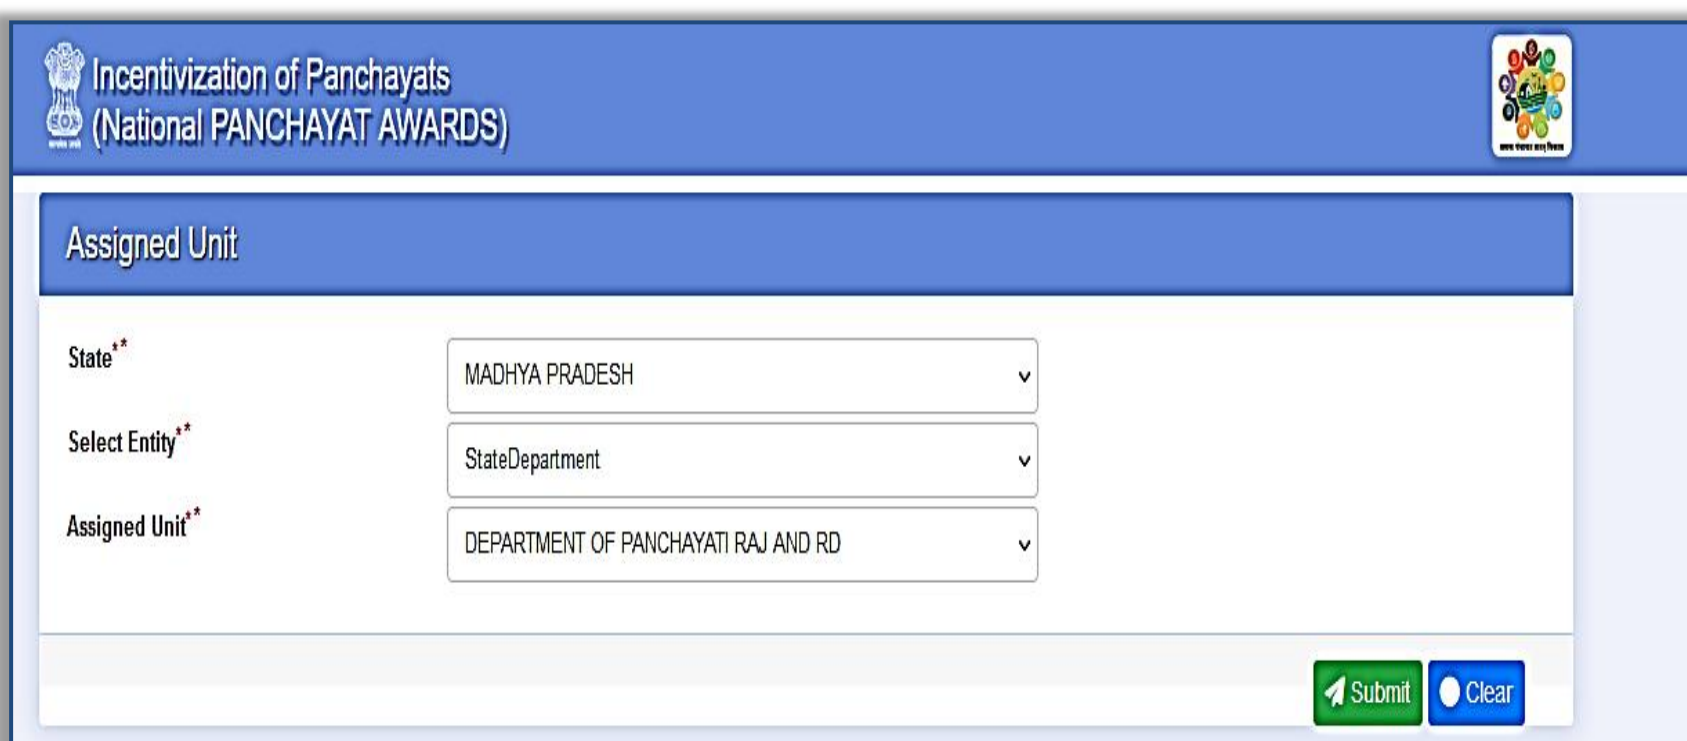 Incentivization of Panchayats
(National PANCHAYAT AWARDS)
Assigned Unit
State**
MADHYA PRADESH
Select Entity**
StateDepartment
Assigned Unit**
DEPARTMENT OF PANCHAYATI RAJ AND RD
Submit
Clear